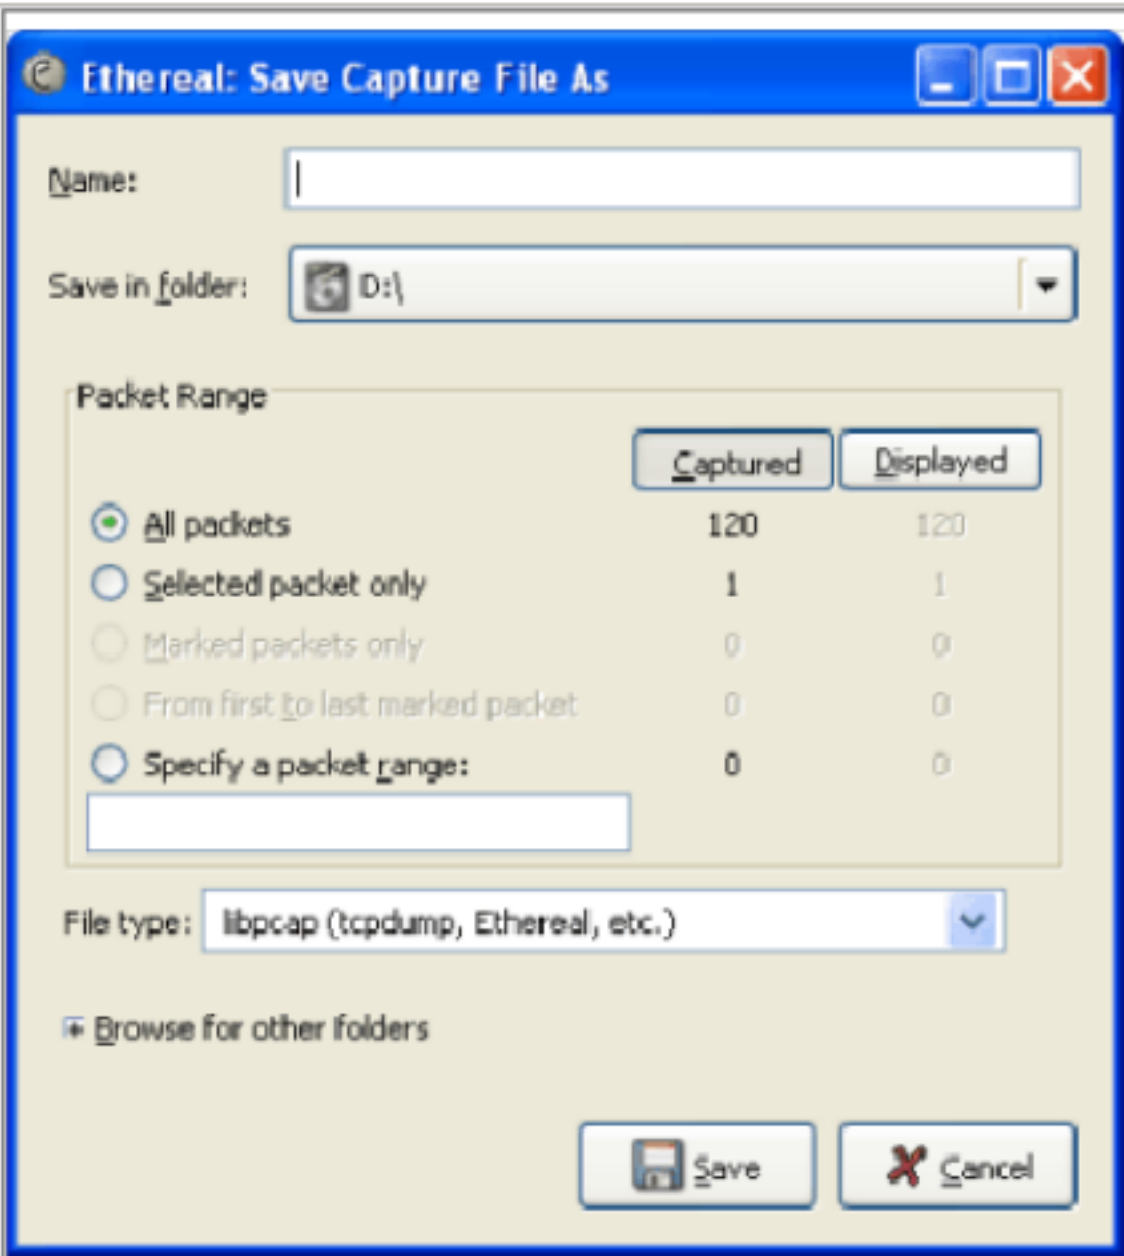 Ethereal: Save Capture File As
Name:
Save in folder: D:\
Packet Range
Captured Displayed
All packets 120 120
Selected packet only 1 1
Marked packets only 0 0
From first to last marked packet 0 0
Specify a packet range: 0 0
File type: libpcap (tcpdump, Ethereal, etc.)
Browse for other folders
Save Cancel